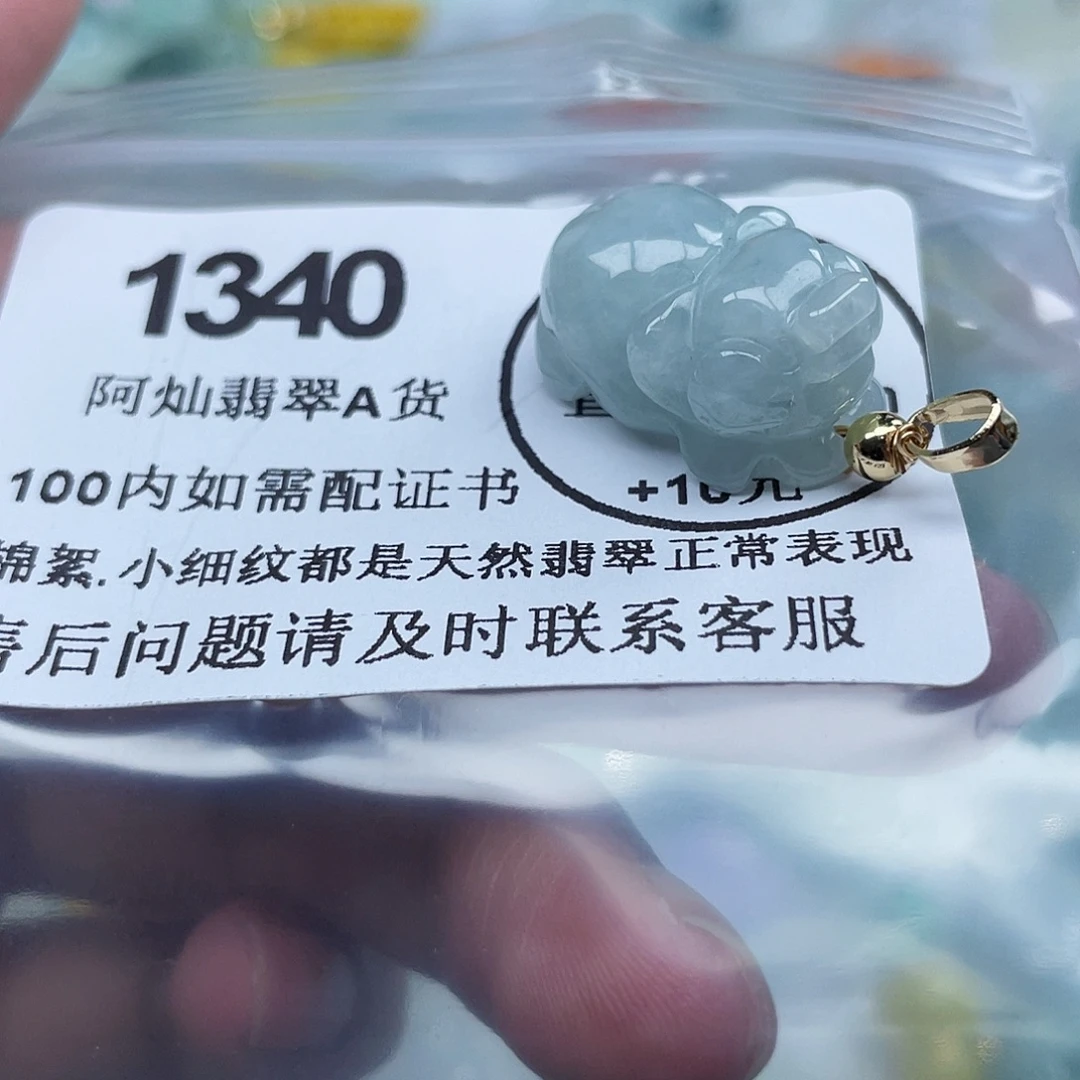 1340
阿灿翡翠A货
100内如需配证书
+10元
棉絮.小细纹都是天然翡翠正常表现
售后问题请及时联系客服